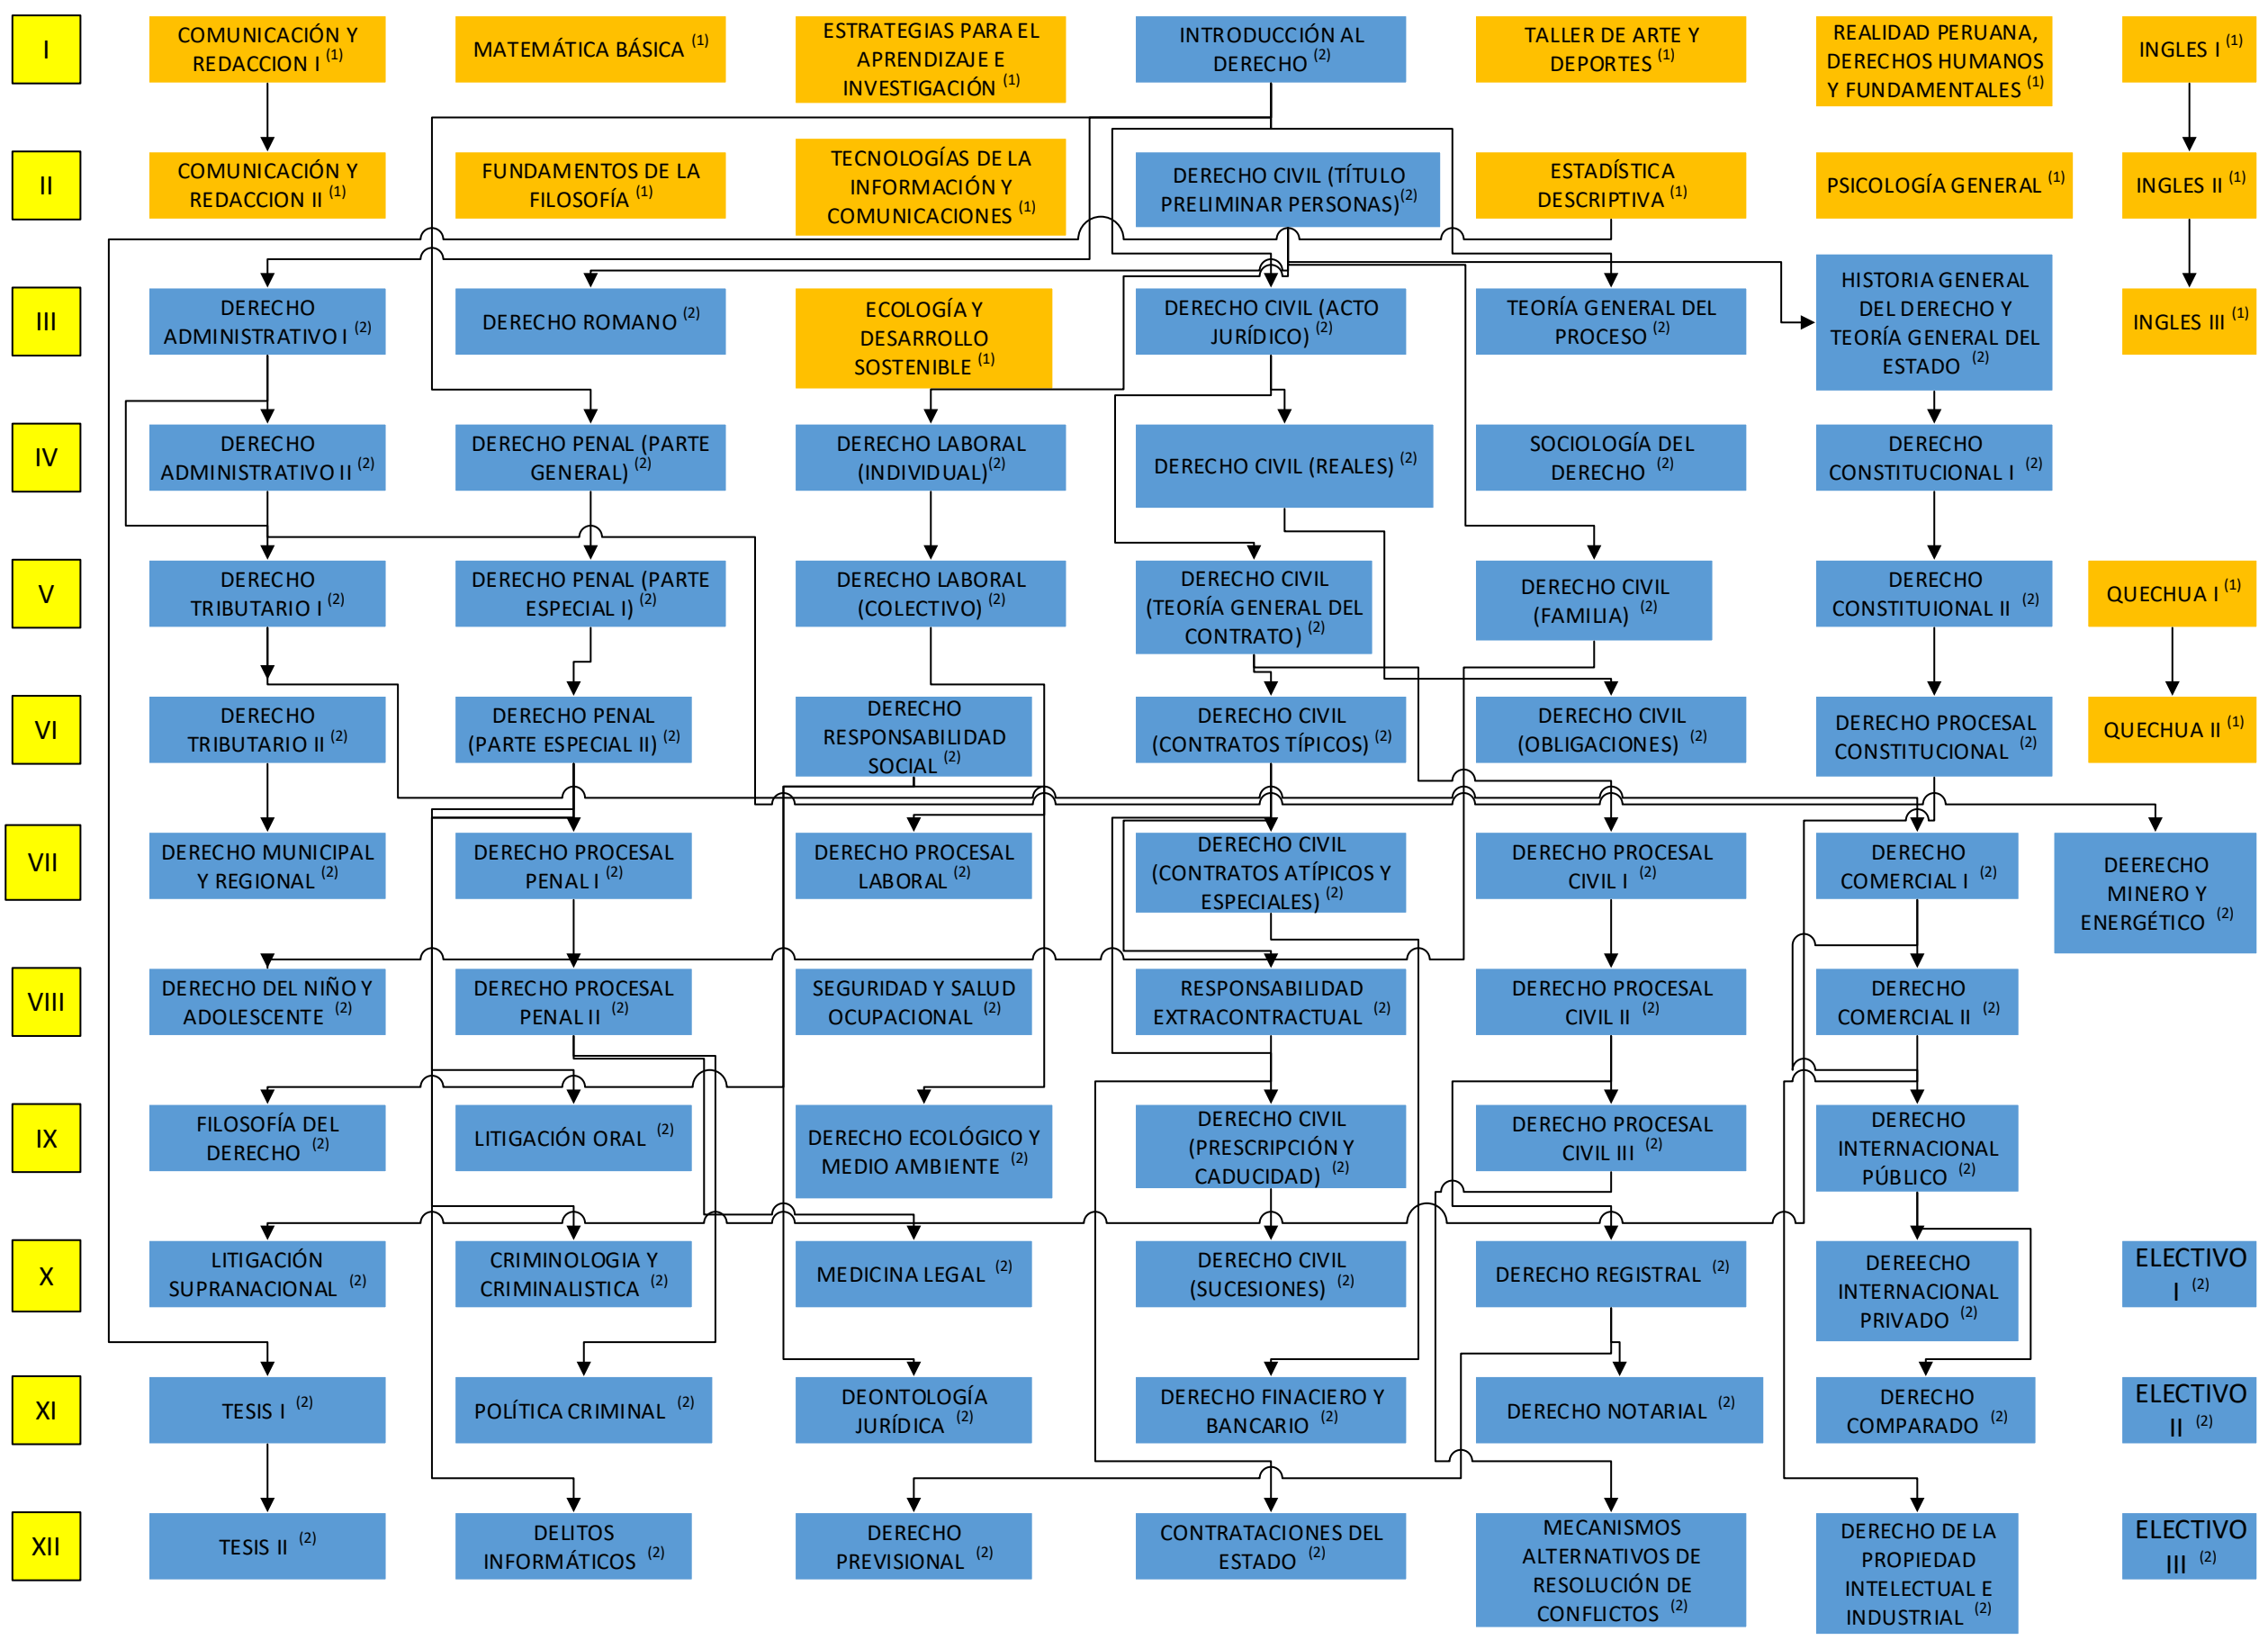 I
COMUNICACIÓN Y
REDACCION I (1)
MATEMÁTICA BÁSICA (1)
ESTRATEGIAS PARA EL
APRENDIZAJE E
INVESTIGACIÓN (1)
INTRODUCCIÓN AL
DERECHO (2)
TALLER DE ARTE Y
DEPORTES (1)
REALIDAD PERUANA,
DERECHOS HUMANOS
Y FUNDAMENTALES (1)
INGLES I (1)
II
COMUNICACIÓN Y
REDACCION II (1)
FUNDAMENTOS DE LA
FILOSOFÍA (1)
TECNOLOGÍAS DE LA
INFORMACIÓN Y
COMUNICACIONES (1)
DERECHO CIVIL (TÍTULO
PRELIMINAR PERSONAS)(2)
ESTADÍSTICA
DESCRIPTIVA (1)
PSICOLOGÍA GENERAL (1)
INGLES II (1)
III
DERECHO
ADMINISTRATIVO I (2)
DERECHO ROMANO (2)
ECOLOGÍA Y
DESARROLLO
SOSTENIBLE (1)
DERECHO CIVIL (ACTO
JURÍDICO) (2)
TEORÍA GENERAL DEL
PROCESO (2)
HISTORIA GENERAL
DEL DERECHO Y
TEORÍA GENERAL DEL
ESTADO (2)
INGLES III (1)
IV
DERECHO
ADMINISTRATIVO II (2)
DERECHO PENAL (PARTE
GENERAL) (2)
DERECHO LABORAL
(INDIVIDUAL)(2)
DERECHO CIVIL (REALES) (2)
SOCIOLOGÍA DEL
DERECHO (2)
DERECHO
CONSTITUCIONAL I (2)
V
DERECHO
TRIBUTARIO I (2)
DERECHO PENAL (PARTE
ESPECIAL I) (2)
DERECHO LABORAL
(COLECTIVO) (2)
DERECHO CIVIL
(TEORÍA GENERAL DEL
CONTRATO) (2)
DERECHO CIVIL
(FAMILIA) (2)
DERECHO
CONSTITUIONAL II (2)
QUECHUA I (1)
VI
DERECHO
TRIBUTARIO II (2)
DERECHO PENAL
(PARTE ESPECIAL II) (2)
DERECHO
RESPONSABILIDAD
SOCIAL (2)
DERECHO CIVIL
(CONTRATOS TÍPICOS) (2)
DERECHO CIVIL
(OBLIGACIONES) (2)
DERECHO PROCESAL
CONSTITUCIONAL (2)
QUECHUA II (1)
VII
DERECHO MUNICIPAL
Y REGIONAL (2)
DERECHO PROCESAL
PENAL I (2)
DERECHO PROCESAL
LABORAL (2)
DERECHO CIVIL
(CONTRATOS ATÍPICOS Y
ESPECIALES) (2)
DERECHO PROCESAL
CIVIL I (2)
DERECHO
COMERCIAL I (2)
DEERECHO
MINERO Y
ENERGÉTICO (2)
VIII
DERECHO DEL NIÑO Y
ADOLESCENTE (2)
DERECHO PROCESAL
PENAL II (2)
SEGURIDAD Y SALUD
OCUPACIONAL (2)
RESPONSABILIDAD
EXTRACONTRACTUAL (2)
DERECHO PROCESAL
CIVIL II (2)
DERECHO
COMERCIAL II (2)
IX
FILOSOFÍA DEL
DERECHO (2)
LITIGACIÓN ORAL (2)
DERECHO ECOLÓGICO Y
MEDIO AMBIENTE (2)
DERECHO CIVIL
(PRESCRIPCIÓN Y
CADUCIDAD) (2)
DERECHO PROCESAL
CIVIL III (2)
DERECHO
INTERNACIONAL
PÚBLICO (2)
X
LITIGACIÓN
SUPRANACIONAL (2)
CRIMINOLOGIA Y
CRIMINALISTICA (2)
MEDICINA LEGAL (2)
DERECHO CIVIL
(SUCESIONES) (2)
DERECHO REGISTRAL (2)
DEREECHO
INTERNACIONAL
PRIVADO (2)
ELECTIVO
I (2)
XI
TESIS I (2)
POLÍTICA CRIMINAL (2)
DEONTOLOGÍA
JURÍDICA (2)
DERECHO FINACIERO Y
BANCARIO (2)
DERECHO NOTARIAL (2)
DERECHO
COMPARADO (2)
ELECTIVO
II (2)
XII
TESIS II (2)
DELITOS
INFORMÁTICOS (2)
DERECHO
PREVISIONAL (2)
CONTRATACIONES DEL
ESTADO (2)
MECANISMOS
ALTERNATIVOS DE
RESOLUCIÓN DE
CONFLICTOS (2)
DERECHO DE LA
PROPIEDAD
INTELECTUAL E
INDUSTRIAL (2)
ELECTIVO
III (2)